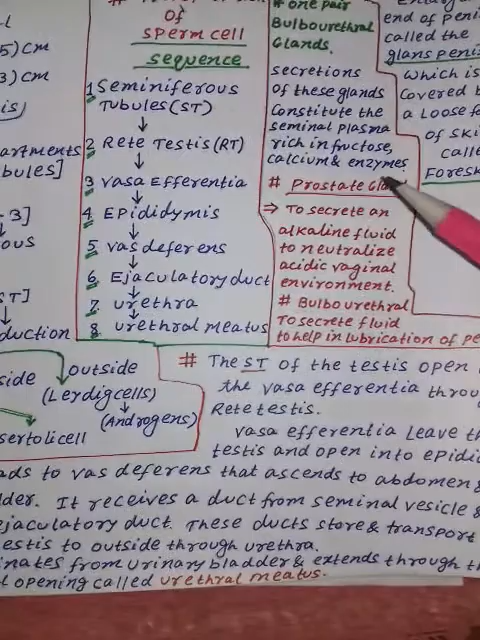 5) cm
3) cm
is)
artments
bules]
-3]
ous
ST]
duction
Of
sperm cell
sequence
1 Seminiferous
Tubules (ST)
↓
2 Rete Testis (RT)
↓
3 vasa Efferentia
↓
4 Epididymis
↓
5 vas deferens
↓
6 Ejaculatory duct
↓
7. urethra
↓
8. urethral meatus
# one pair
Bulbourethral
Glands.
secretions
of these glands
constitute the
seminal plasma
rich in fructose,
calcium & enzymes.
# Prostate Gla
⇒ To secrete an
alkaline fluid
to neutralize
acidic vaginal
environment.
# Bulbourethral
To secrete fluid
to help in lubrication of pe
end of peni
called the
glans peni
which is
covered b
a loose f
of ski
calle
Foresk
side
outside
(Leydigcells)
↓
(Androgens)
sertolicell
# The ST of the testis open
the vasa efferentia throu
Rete testis.
vasa efferentia leave th
testis and open into epidi
ads to vas deferens that ascends to abdomen &
dder. It receives a duct from seminal vesicle &
ejaculatory duct. These ducts store & transport
estis to outside through urethra.
inates from urinary bladder & extends through th
l opening called urethral meatus.